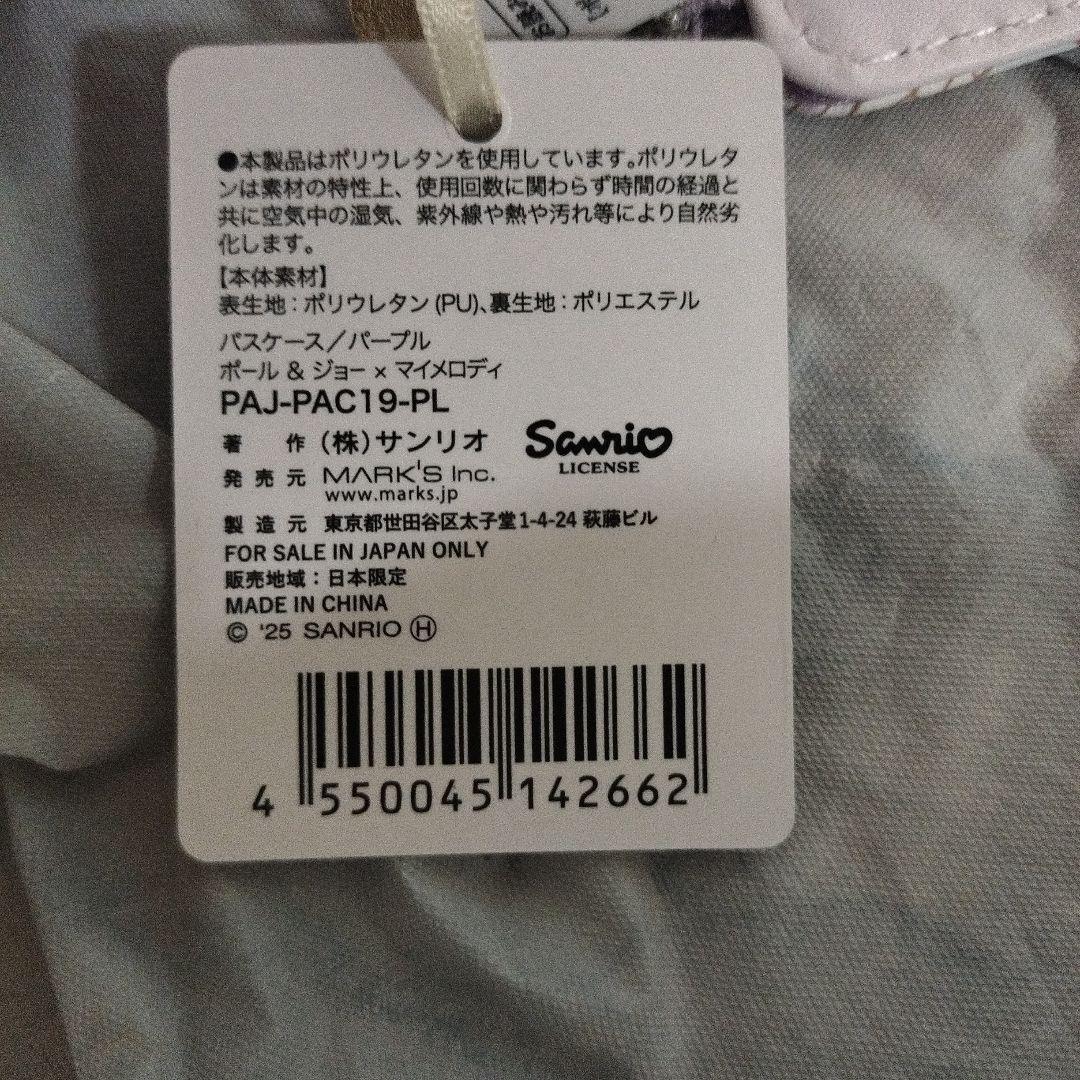 ●本製品はポリウレタンを使用しています。ポリウレタ
ンは素材の特性上、使用回数に関わらず時間の経過と
共に空気中の湿気、紫外線や熱や汚れ等により自然劣
化します。
【本体素材】
表生地：ポリウレタン(PU)、裏生地：ポリエステル
パスケース／パープル
ポール & ジョー × マイメロディ
PAJ-PAC19-PL
著 作 (株)サンリオ Sanrio
LICENSE
発売元 MARK'S Inc.
www.marks.jp
製造元 東京都世田谷区太子堂1-4-24 萩藤ビル
FOR SALE IN JAPAN ONLY
販売地域：日本限定
MADE IN CHINA
© '25 SANRIO Ⓗ
4 550045 142662